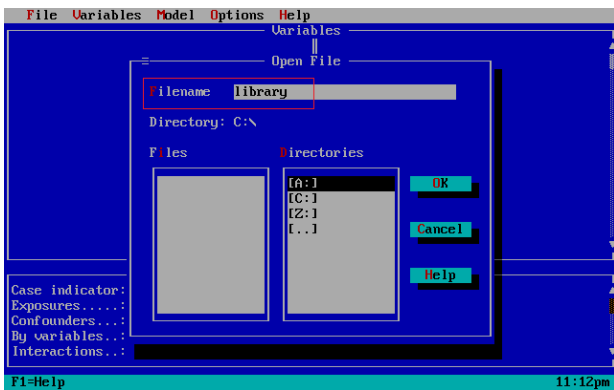 File Variables Model Options Help
Variables
Open File
Filename library
Directory: C:\
Files Directories
[A:]
[C:]
[Z:]
[..]
OK
Cancel
Help
Case indicator:
Exposures.....:
Confounders...:
By variables..:
Interactions..:
F1=Help 11:12pm